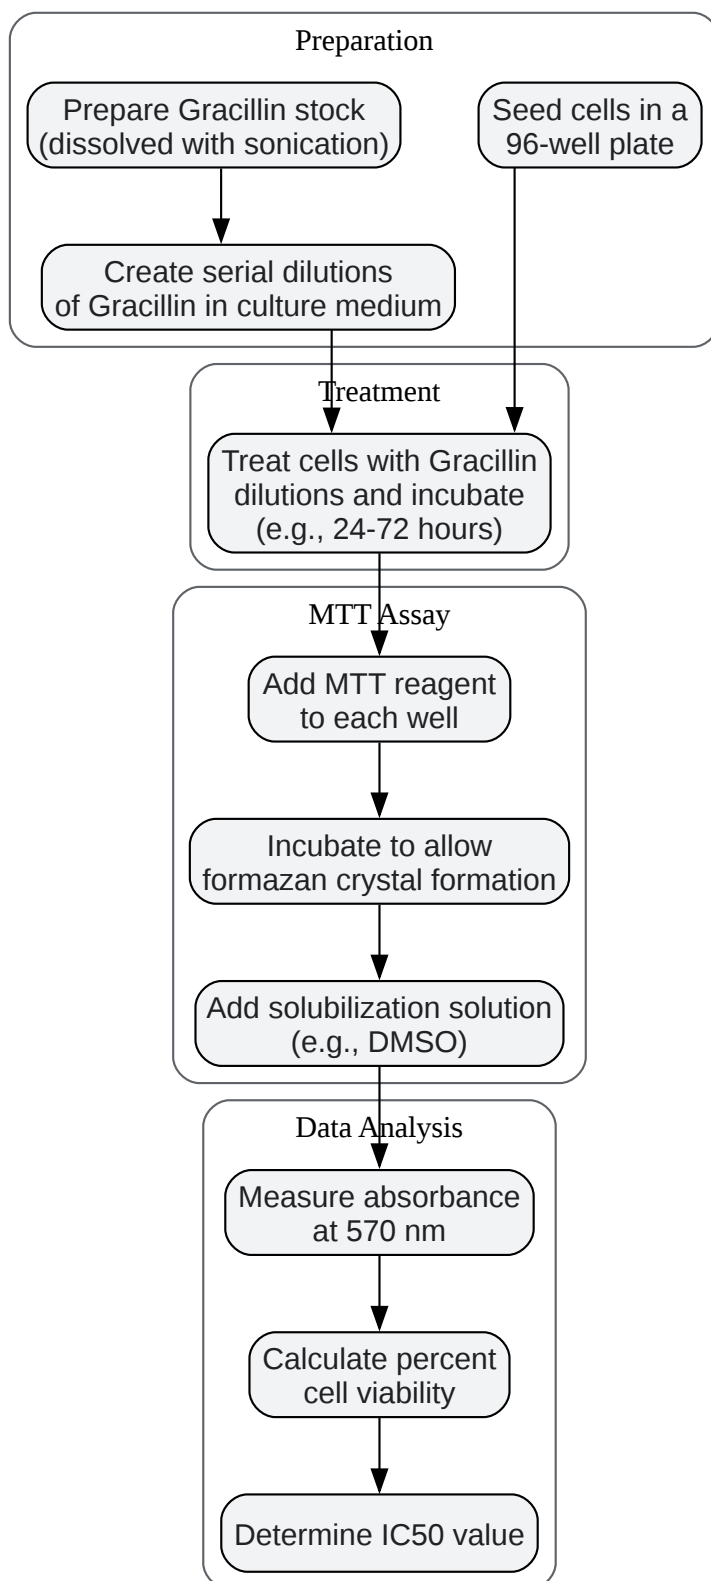 Preparation
Prepare Gracillin stock
(dissolved with sonication)
Seed cells in a
96-well plate
Create serial dilutions
of Gracillin in culture medium
Treatment
Treat cells with Gracillin
dilutions and incubate
(e.g., 24-72 hours)
MTT Assay
Add MTT reagent
to each well
Incubate to allow
formazan crystal formation
Add solubilization solution
(e.g., DMSO)
Data Analysis
Measure absorbance
at 570 nm
Calculate percent
cell viability
Determine IC50 value